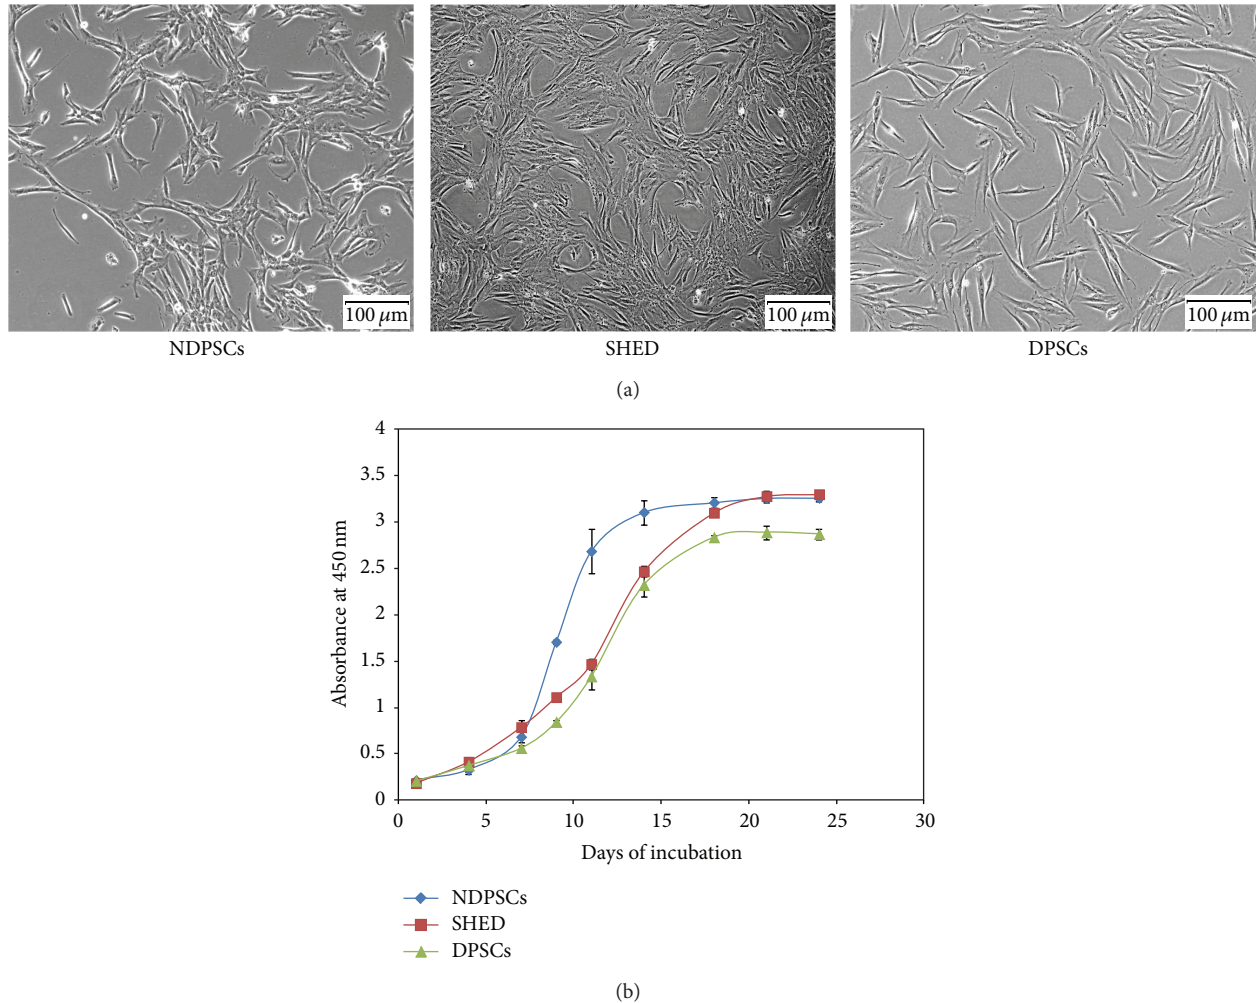 100 μm
100 μm
100 μm
NDPSCs
SHED
DPSCs
(a)
4
3.5
3
2.5
2
1.5
1
0.5
0
Absorbance at 450 nm
0
5
10
15
20
25
30
Days of incubation
NDPSCs
SHED
DPSCs
(b)